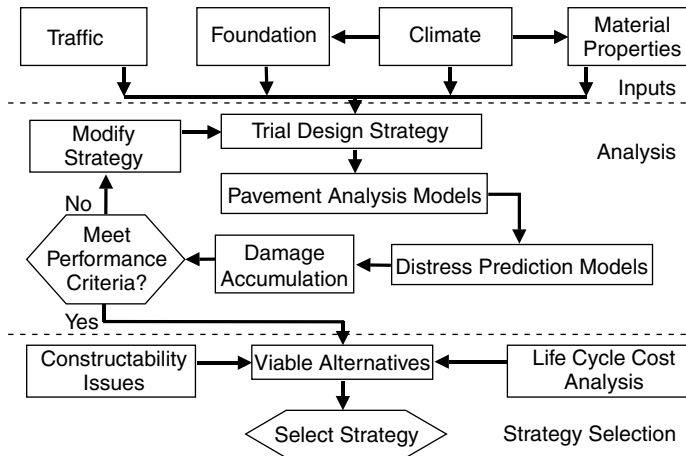 Traffic
Foundation
Climate
Material
Properties
Inputs
Modify
Strategy
Trial Design Strategy
Analysis
Pavement Analysis Models
No
Meet
Performance
Criteria?
Damage
Accumulation
Distress Prediction Models
Yes
Constructability
Issues
Viable Alternatives
Life Cycle Cost
Analysis
Select Strategy
Strategy Selection